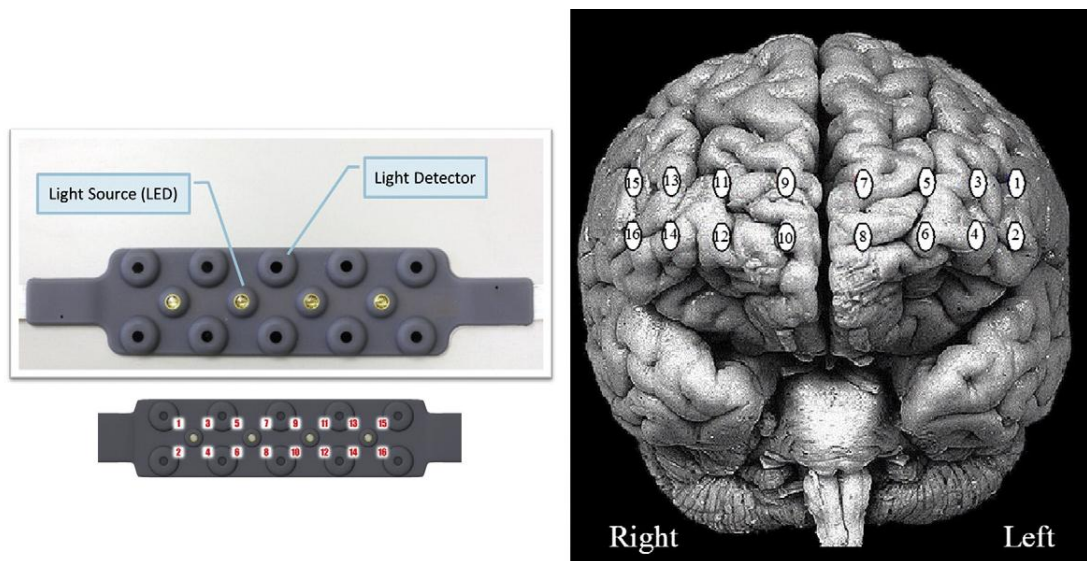 Light Source (LED)
Light Detector
1 3 5 7 9 11 13 15
2 4 6 8 10 12 14 16
15 13 11 9 7 5 3 1
16 14 12 10 8 6 4 2
Right Left